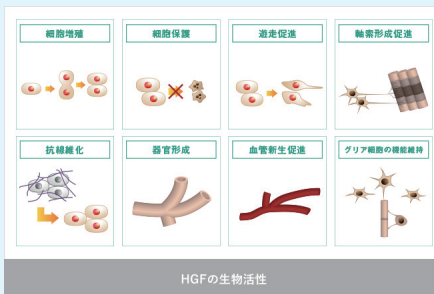 細胞増殖
細胞保護
遊走促進
軸索形成促進
抗線維化
器官形成
血管新生促進
グリア細胞の機能維持
HGFの生物活性